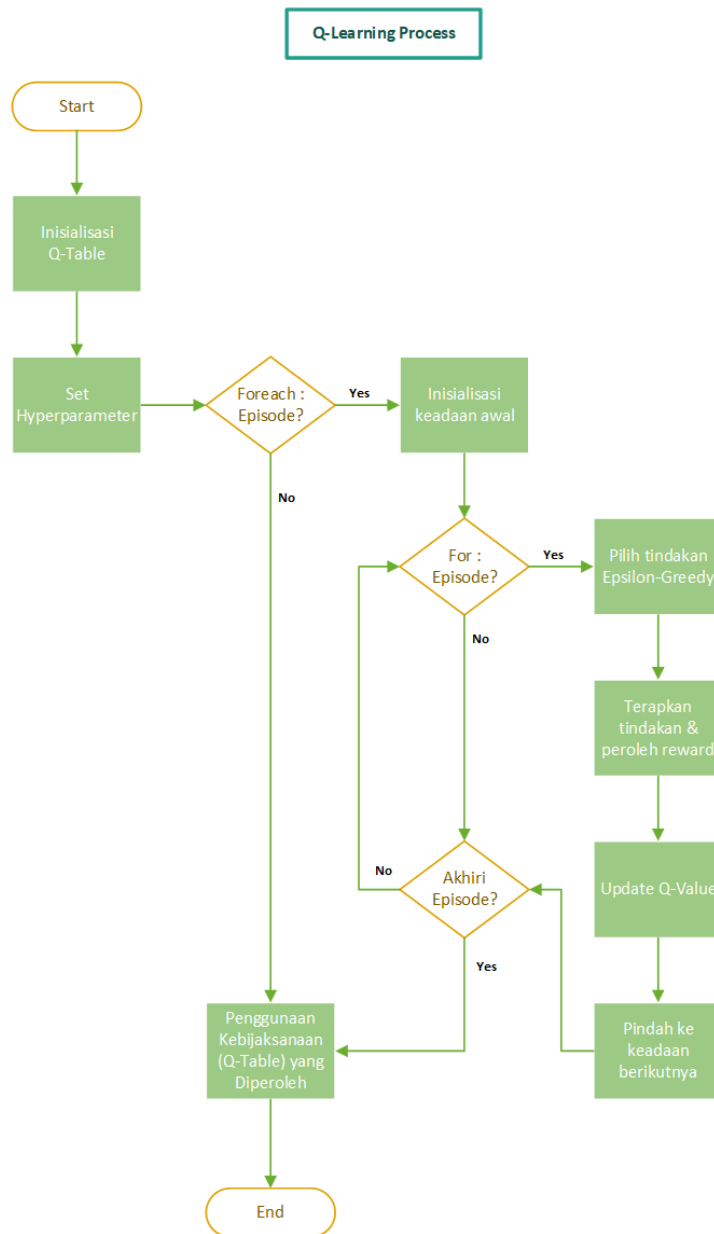 Q-Learning Process
Start
Inisialisasi
Q-Table
Set
Hyperparameter
Foreach :
Episode?
Yes
Inisialisasi
keadaan awal
No
For :
Episode?
Yes
Pilih tindakan
Epsilon-Greedy
No
Terapkan
tindakan &
peroleh reward
Update Q-Value
No
Akhiri
Episode?
Yes
Pindah ke
keadaan
berikutnya
Penggunaan
Kebijaksanaan
(Q-Table) yang
Diperoleh
End